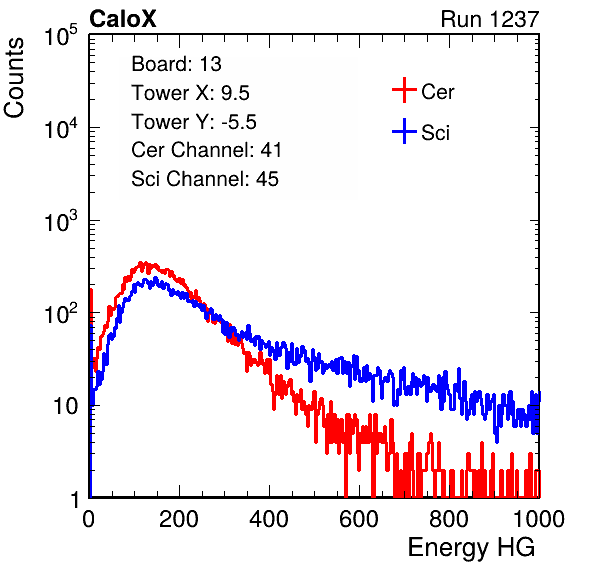 CaloX Run 1237
Counts
10^5
10^4
10^3
10^2
10
1
Board: 13
Tower X: 9.5
Tower Y: -5.5
Cer Channel: 41
Sci Channel: 45
Cer
Sci
0 200 400 600 800 1000
Energy HG